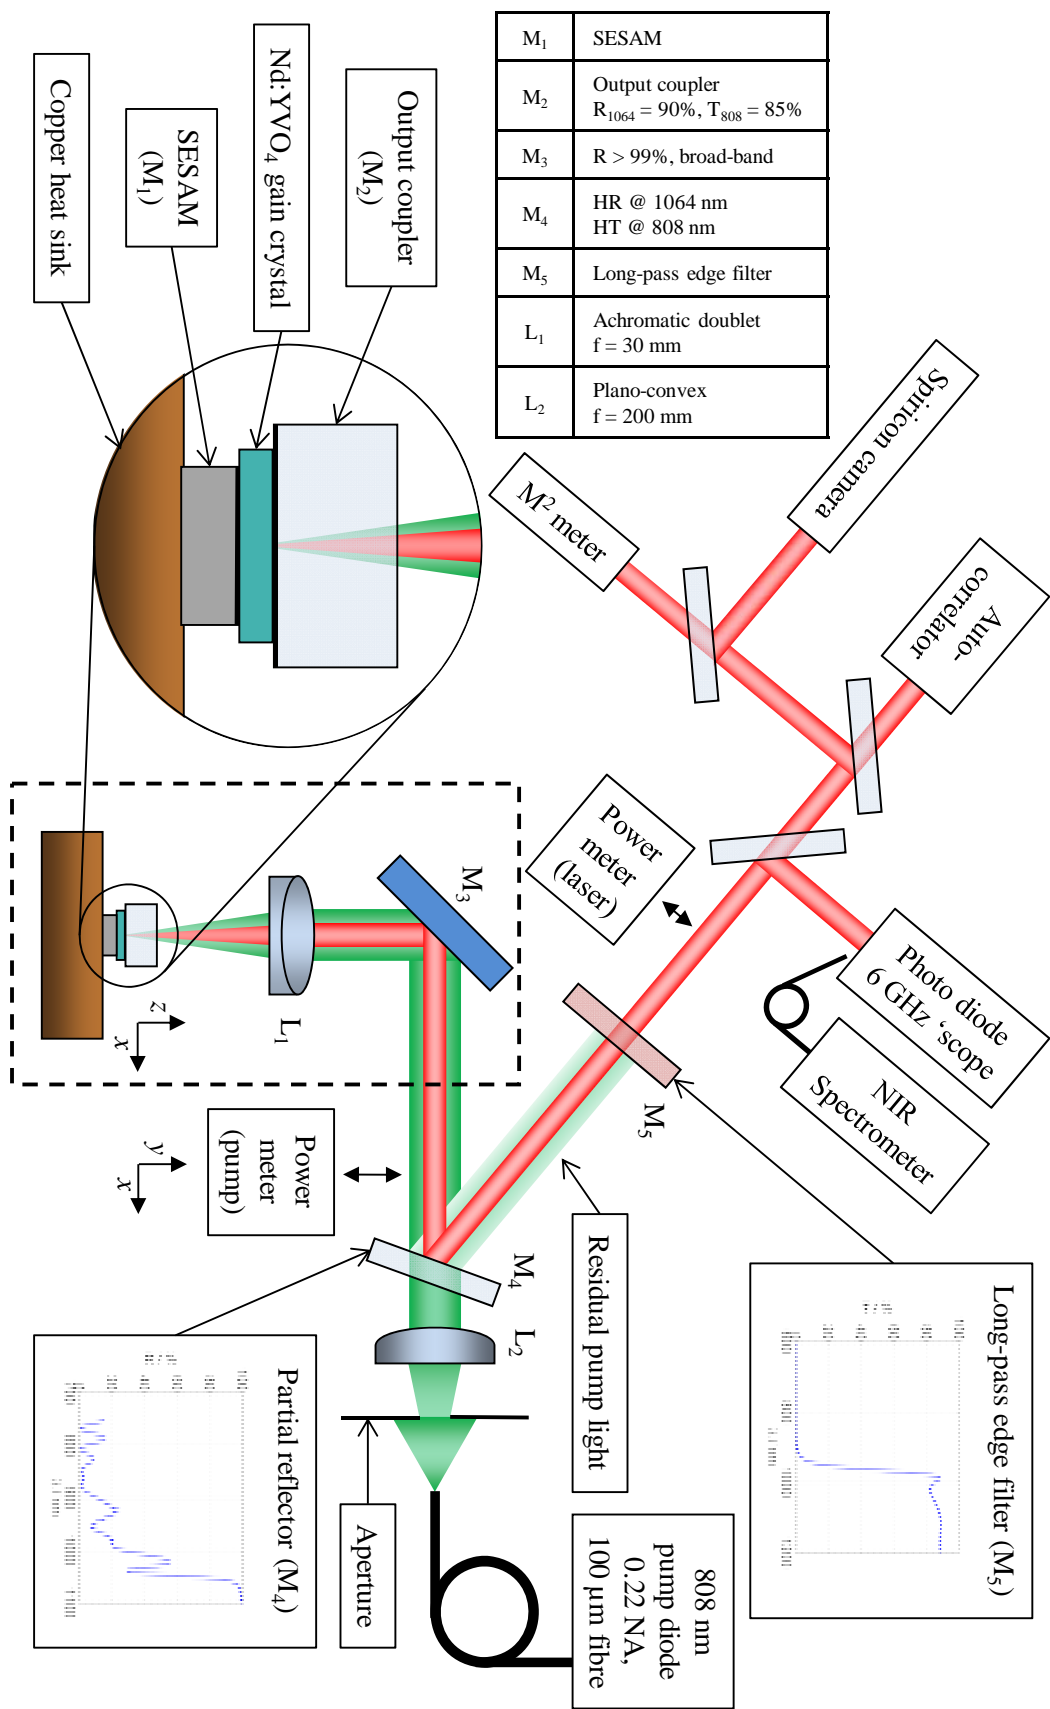 M1 SESAM
M2 Output coupler
R1064 = 90%, T808 = 85%
M3 R > 99%, broad-band
M4 HR @ 1064 nm
HT @ 808 nm
M5 Long-pass edge filter
L1 Achromatic doublet
f = 30 mm
L2 Plano-convex
f = 200 mm
Copper heat sink
SESAM
(M1)
Nd:YVO4 gain crystal
Output coupler
(M2)
Spiricon camera
M2 meter
Auto-
correlator
Power
meter
(laser)
Photo diode
6 GHz ‘scope
NIR
Spectrometer
M3
L1
z
x
M5
Power
meter
(pump)
y
x
Residual pump light
M4
L2
Long-pass edge filter (M5)
Partial reflector (M4)
Aperture
808 nm
pump diode
0.22 NA,
100 μm fibre